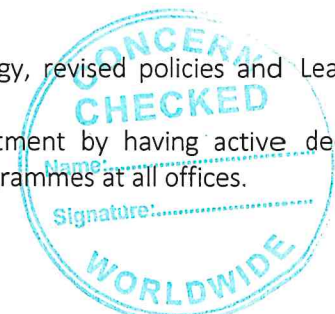 CONCERN
gy, revised policies and Lea
CHECKED
tment by having active de
Name:
rammes at all offices.
Signature:
WORLDWIDE